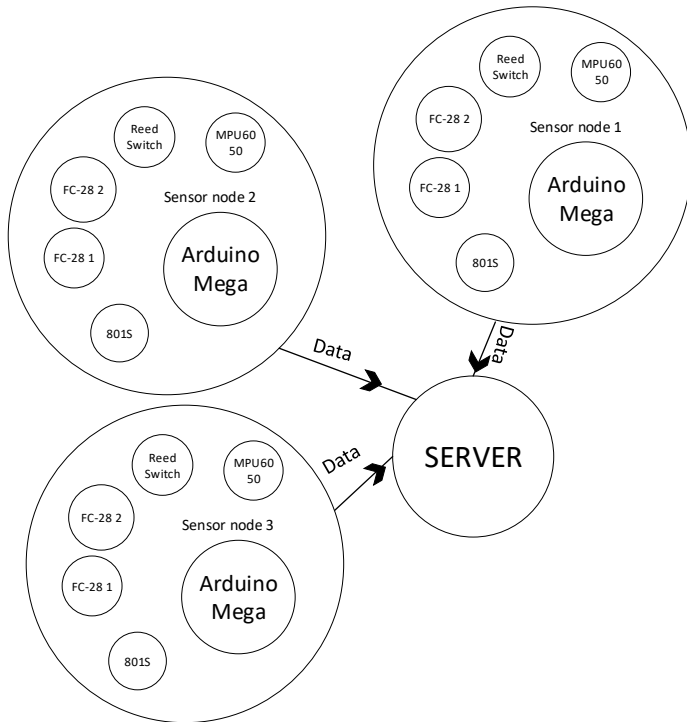 Reed
Switch
MPU60
50
FC-28 2
Sensor node 1
FC-28 1
Arduino
Mega
801S
Reed
Switch
MPU60
50
FC-28 2
Sensor node 2
FC-28 1
Arduino
Mega
801S
Data
Data
SERVER
Data
Reed
Switch
MPU60
50
FC-28 2
Sensor node 3
FC-28 1
Arduino
Mega
801S